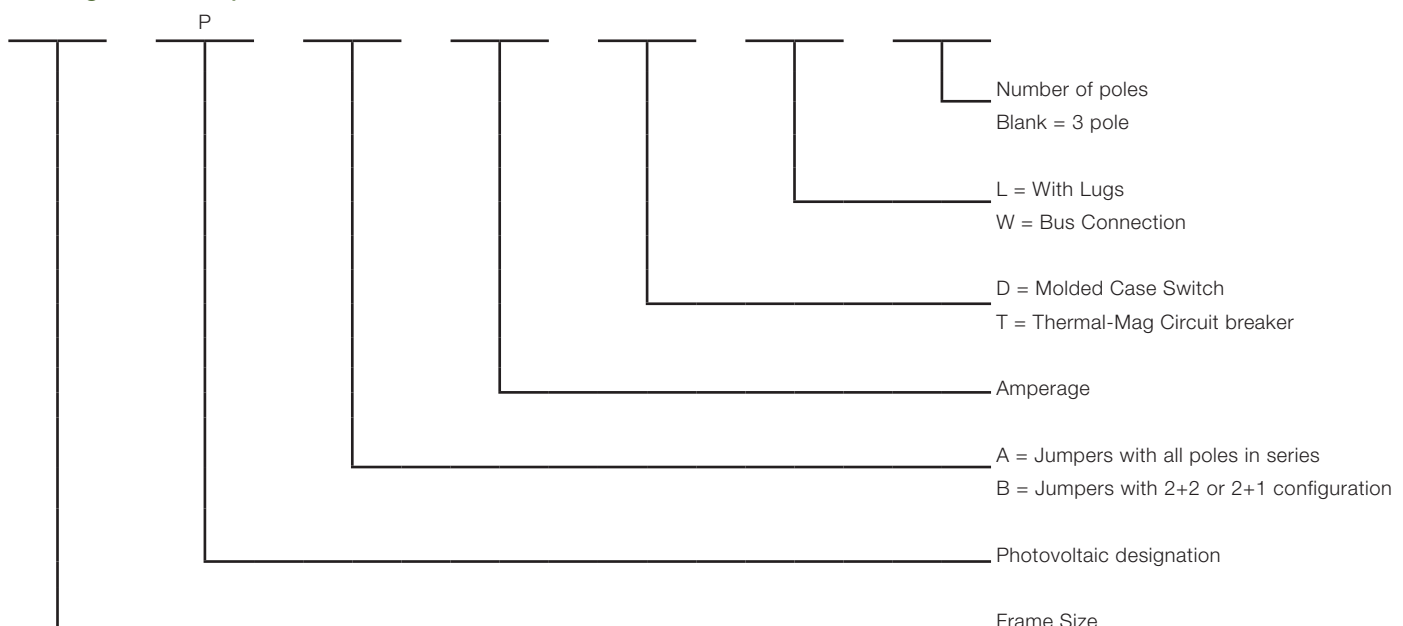 P
Number of poles
Blank = 3 pole
L = With Lugs
W = Bus Connection
D = Molded Case Switch
T = Thermal-Mag Circuit breaker
Amperage
A = Jumpers with all poles in series
B = Jumpers with 2+2 or 2+1 configuration
Photovoltaic designation
Frame Size